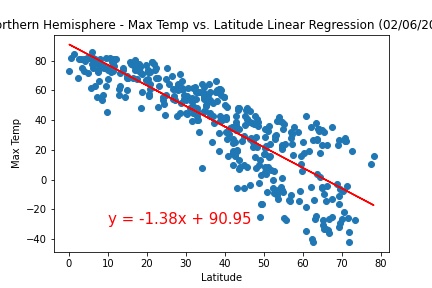 orthern Hemisphere - Max Temp vs. Latitude Linear Regression (02/06/20
80
60
40
20
0
−20
−40
Max Temp
y = -1.38x + 90.95
0 10 20 30 40 50 60 70 80
Latitude